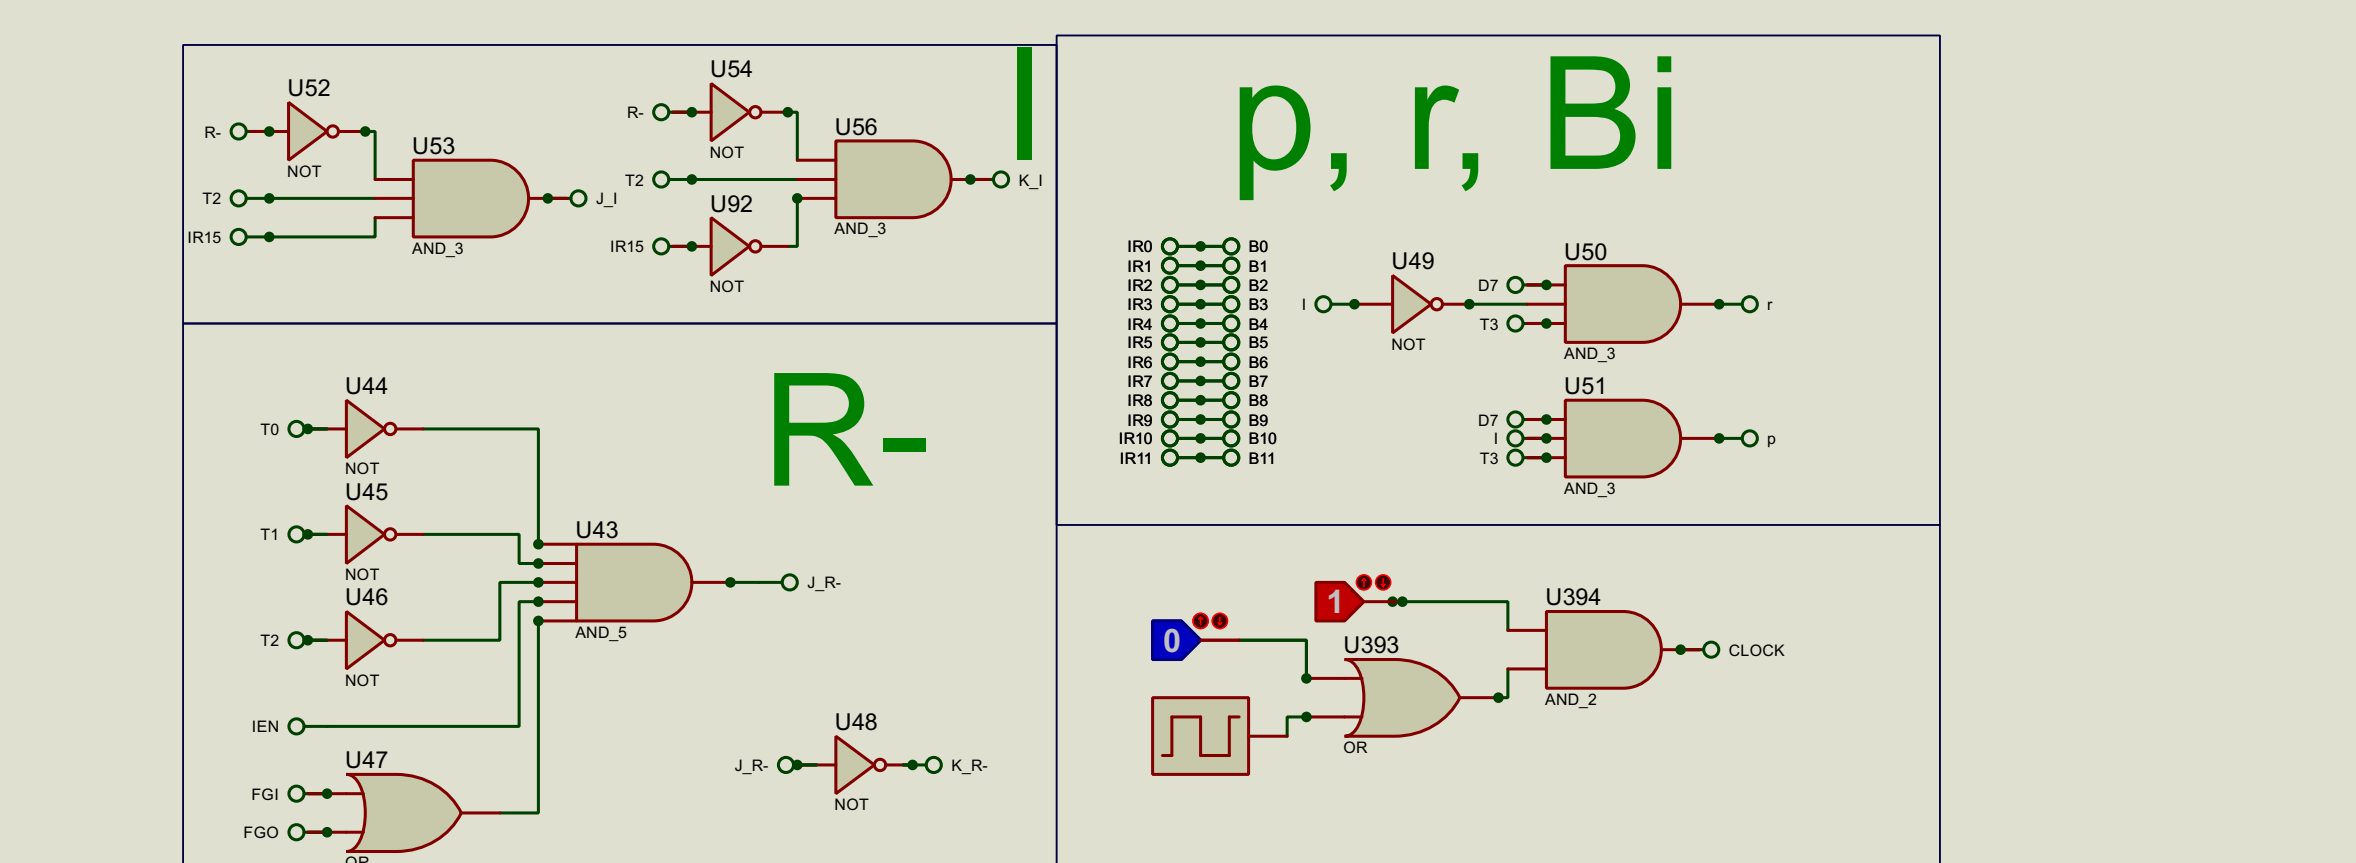 I
U52
R-
NOT
T2
IR15
U53
AND_3
J_I
U54
R-
NOT
T2
U92
IR15
NOT
U56
AND_3
K_I
p, r, Bi
IR0 B0
IR1 B1
IR2 B2
IR3 B3
IR4 B4
IR5 B5
IR6 B6
IR7 B7
IR8 B8
IR9 B9
IR10 B10
IR11 B11
U49
I
NOT
U50
D7
T3
AND_3
r
U51
D7
I
T3
AND_3
p
R-
U44
T0
NOT
U45
T1
NOT
U46
T2
NOT
IEN
U47
FGI
FGO
OR
U43
AND_5
J_R-
U48
J_R-
NOT
K_R-
1
0
U393
OR
U394
AND_2
CLOCK